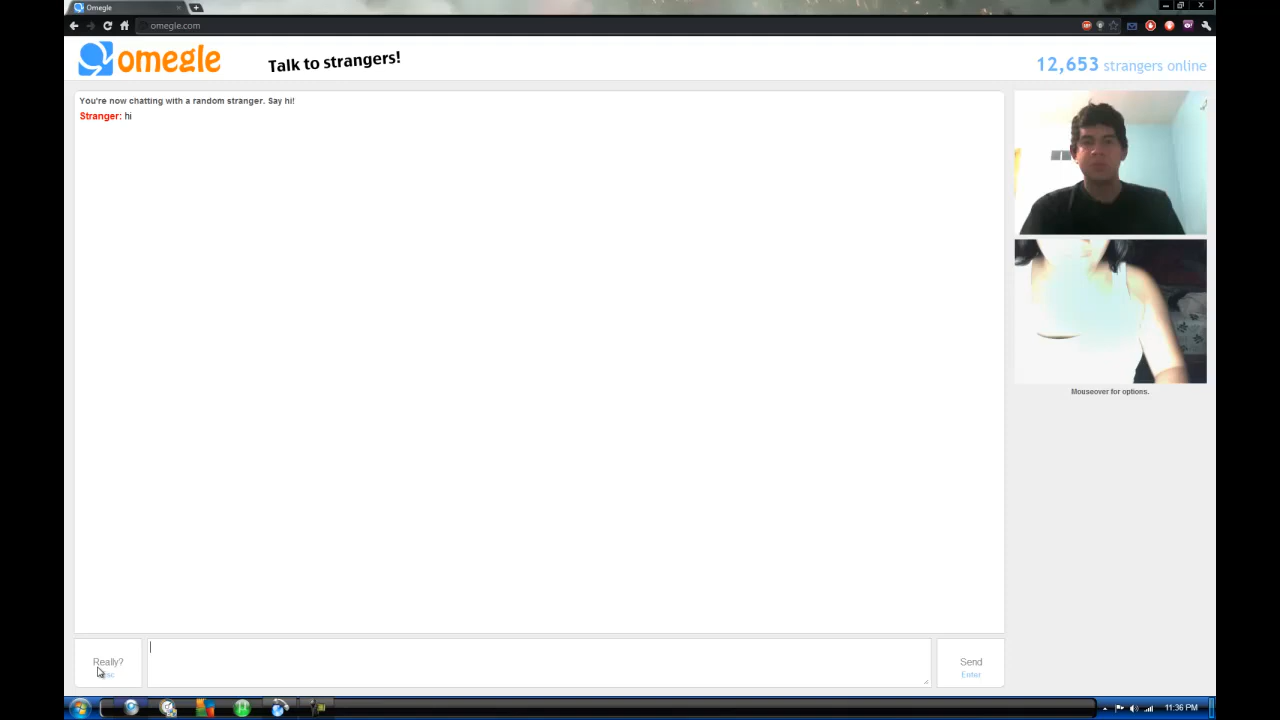 Omegle
omegle.com
omegle
Talk to strangers!
12,653 strangers online
You're now chatting with a random stranger. Say hi!
Stranger: hi
Mouseover for options.
Really?
Send
Enter
11:36 PM